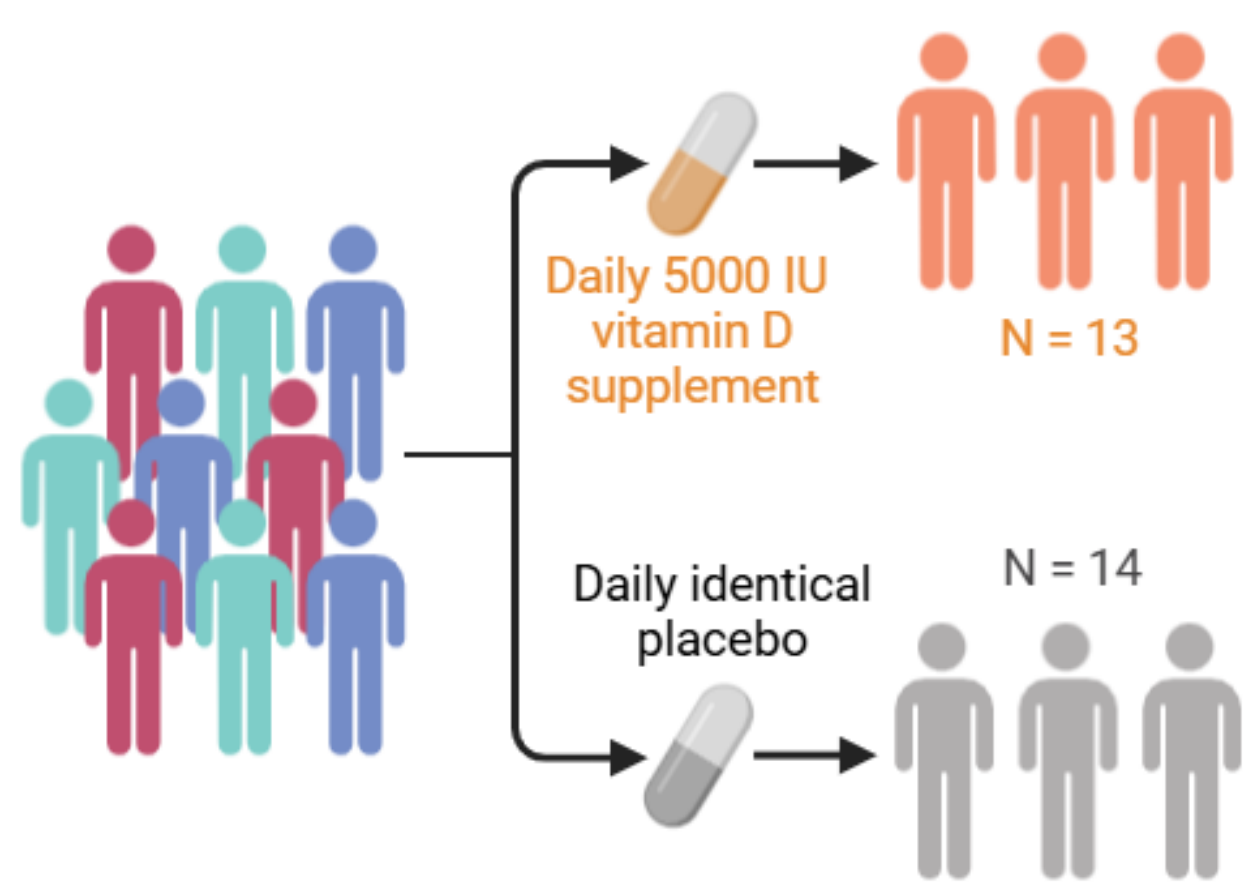 Daily 5000 IU
vitamin D
supplement
N = 13
Daily identical
placebo
N = 14